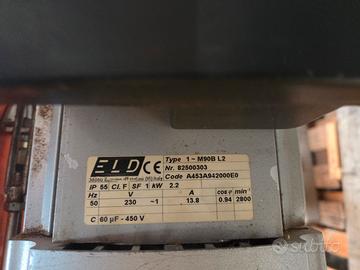 ELD CE
Type 1~ M90B L2
Nr. 82500303
Code A453A942000E0
IP 55 Cl. F SF 1 kW 2.2
Hz V A cos φ min⁻¹
50 230 ~1 13.8 0.94 2800
C 60 µF - 450 V
subito